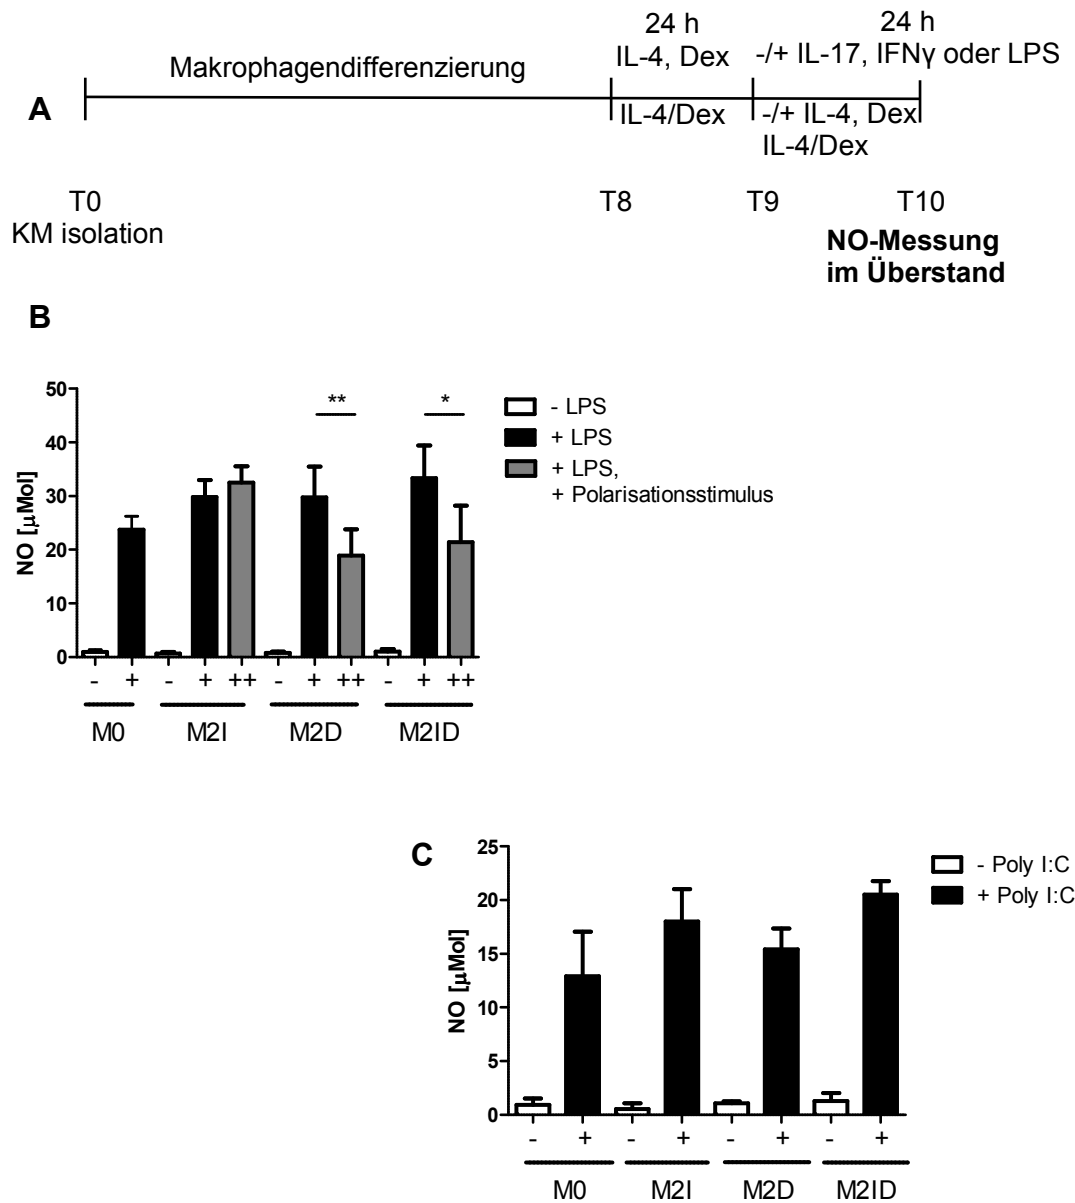 24 h
24 h
IL-4, Dex
-/+ IL-17, IFNγ oder LPS
Makrophagendifferenzierung
A
IL-4/Dex
-/+ IL-4, Dex
IL-4/Dex
T0
T8
T9
T10
KM isolation
NO-Messung
im Überstand
B
50
40
30
20
10
0
NO [µMol]
** *
- LPS
+ LPS
+ LPS,
+ Polarisationsstimulus
- + - + ++ - + ++ - + ++
M0 M2I M2D M2ID
C
25
20
15
10
5
0
NO [µMol]
- Poly I:C
+ Poly I:C
- + - + - + - +
M0 M2I M2D M2ID